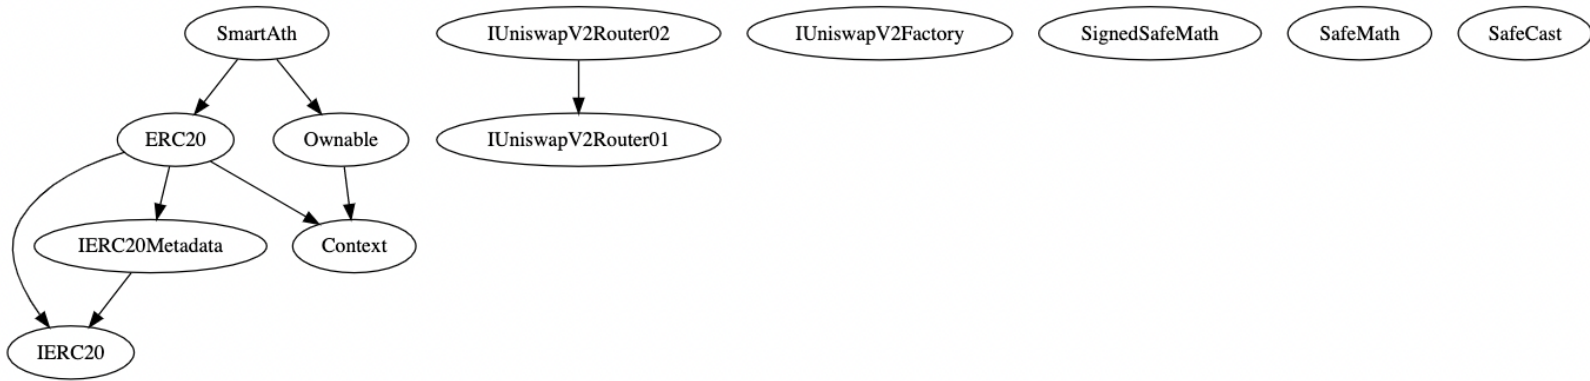 SmartAth
IUniswapV2Router02
IUniswapV2Factory
SignedSafeMath
SafeMath
SafeCast
ERC20
Ownable
IUniswapV2Router01
IERC20Metadata
Context
IERC20